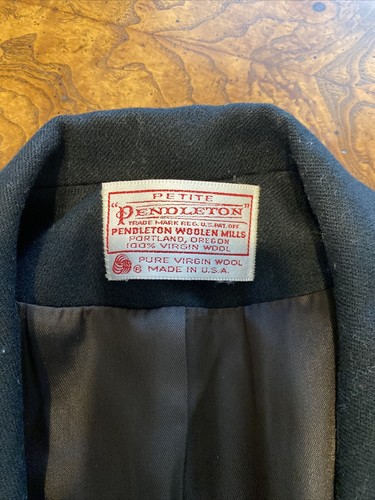 PETITE
"PENDLETON"
TRADE MARK REG. U.S. PAT. OFF.
PENDLETON WOOLEN MILLS
PORTLAND, OREGON
100% VIRGIN WOOL
PURE VIRGIN WOOL
® MADE IN U.S.A.